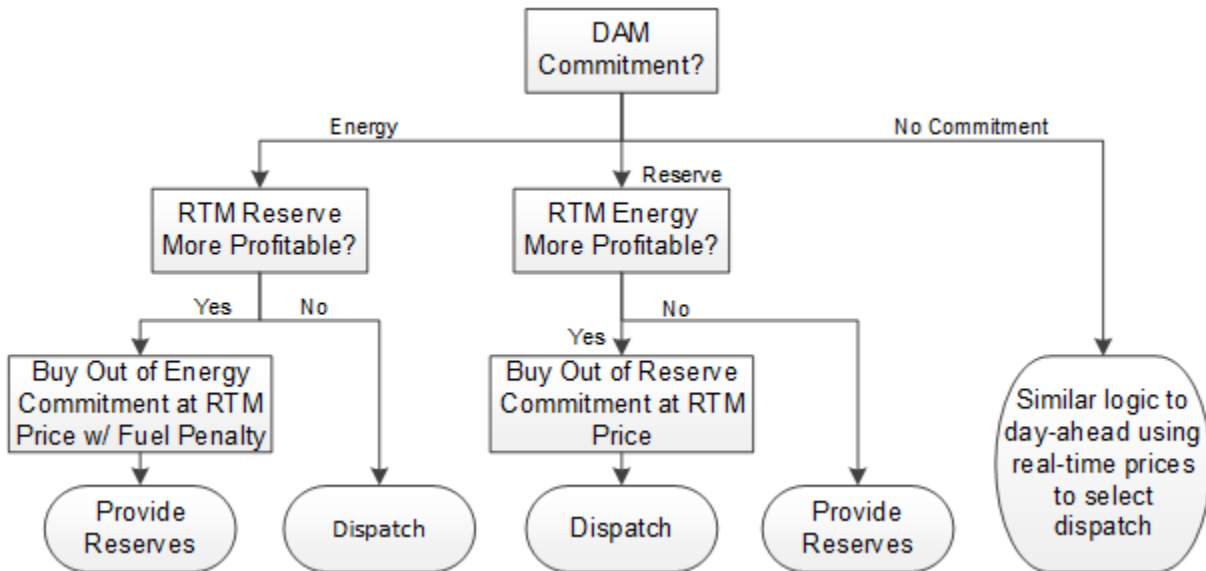 DAM
Commitment?
Energy
No Commitment
Reserve
RTM Reserve
More Profitable?
RTM Energy
More Profitable?
Yes
No
Yes
No
Buy Out of Energy
Commitment at RTM
Price w/ Fuel Penalty
Buy Out of Reserve
Commitment at RTM
Price
Similar logic to
day-ahead using
real-time prices
to select
dispatch
Provide
Reserves
Dispatch
Dispatch
Provide
Reserves